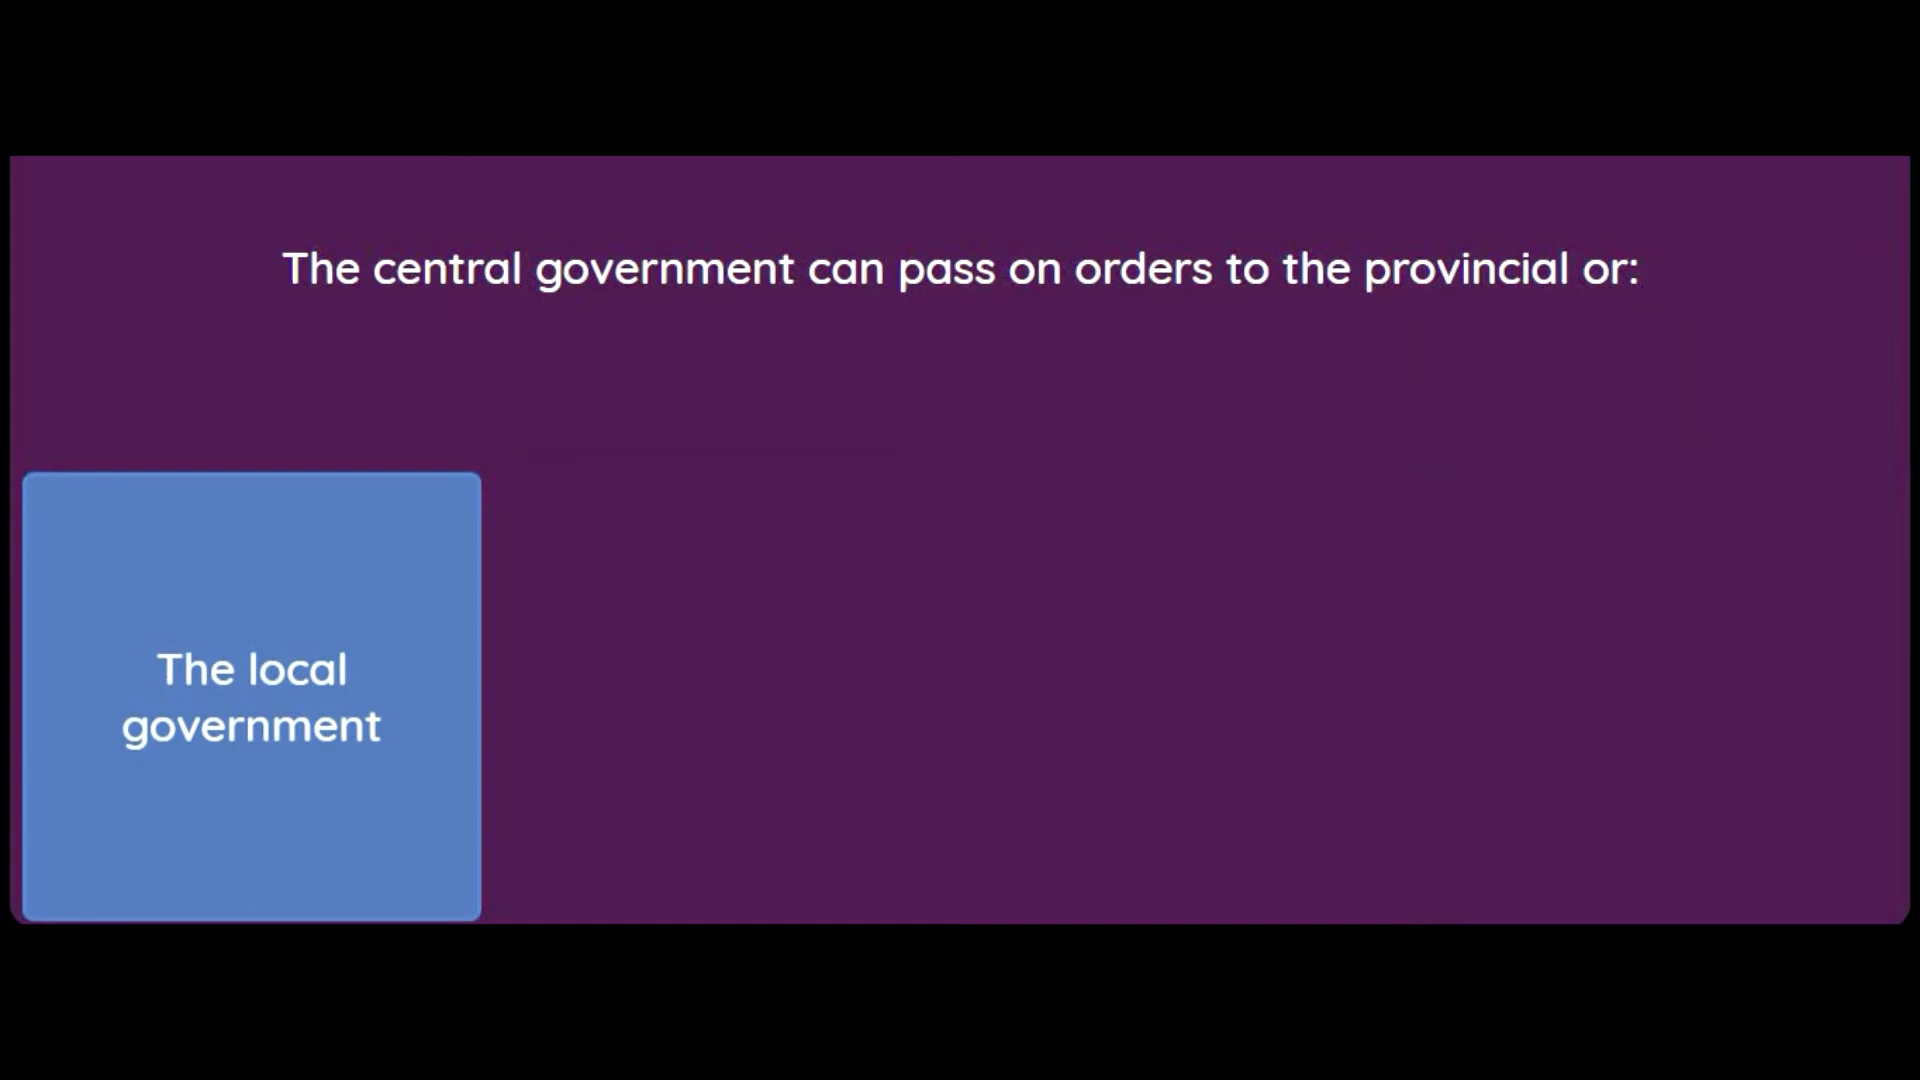 The central government can pass on orders to the provincial or:
The local
government